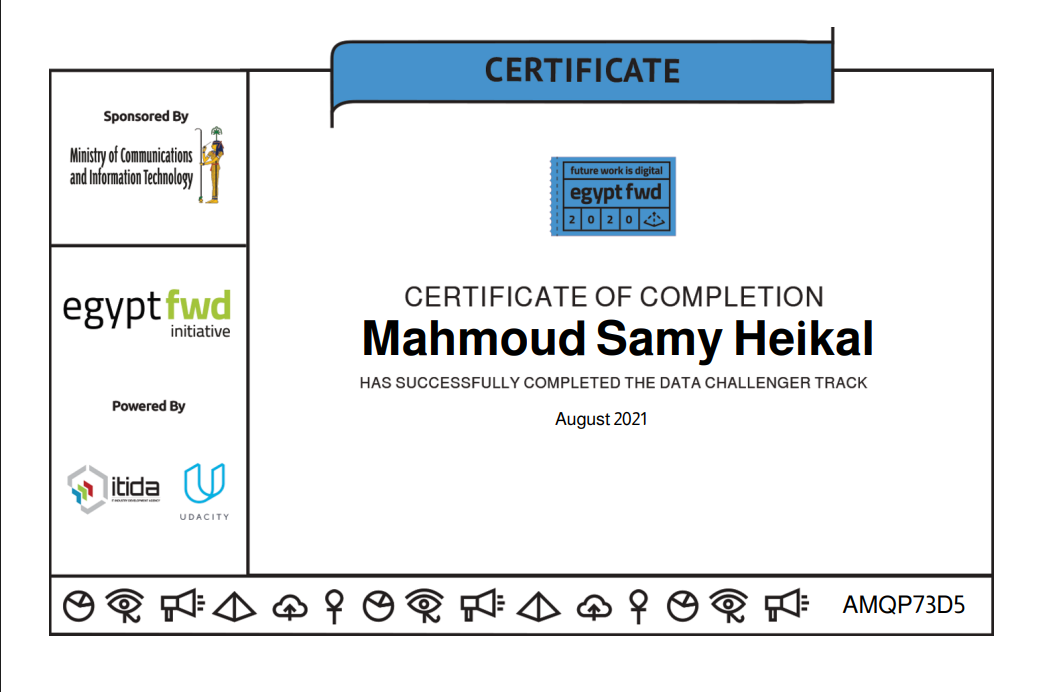 CERTIFICATE
Sponsored By
Ministry of Communications
and Information Technology
future work is digital
egypt fwd
2 0 2 0
egypt fwd
initiative
CERTIFICATE OF COMPLETION
Mahmoud Samy Heikal
HAS SUCCESSFULLY COMPLETED THE DATA CHALLENGER TRACK
August 2021
Powered By
itida
IT INDUSTRY DEVELOPMENT AGENCY
UDACITY
AMQP73D5